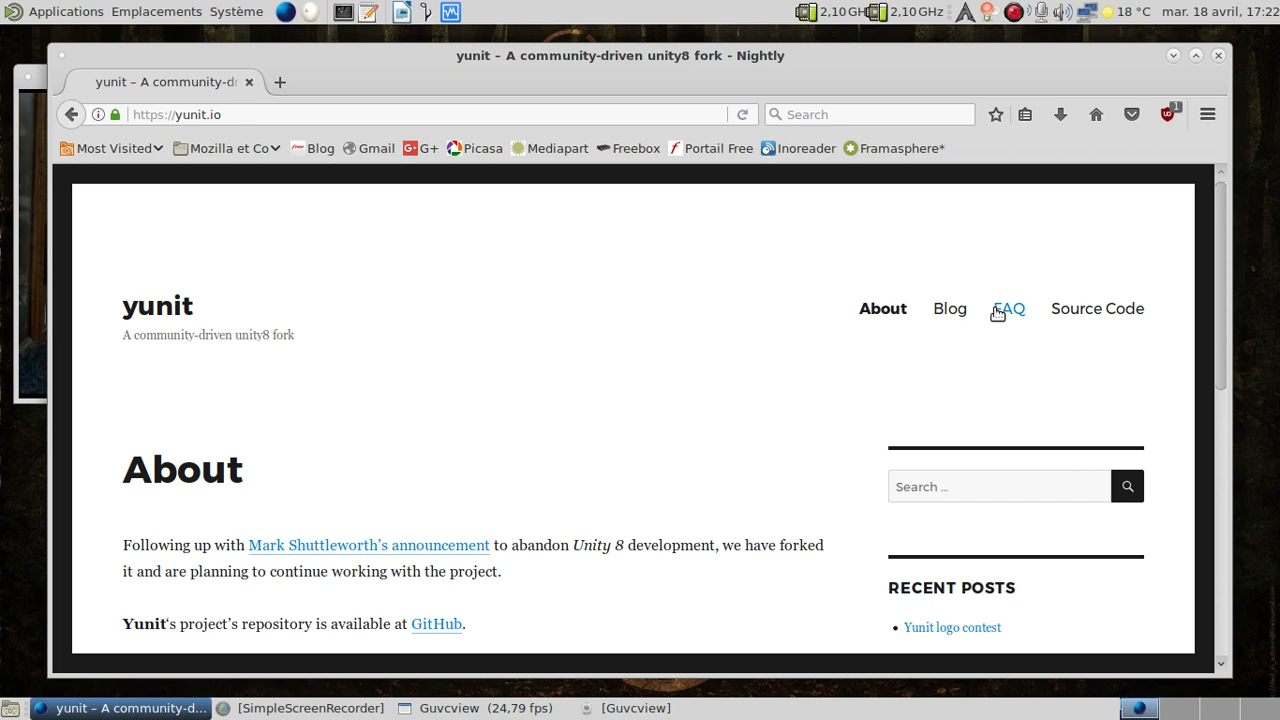 Applications Emplacements Système 2,10 GH 2,10 GHz 18 °C mar. 18 avril, 17:22
yunit – A community-driven unity8 fork - Nightly
yunit – A community-dr
https://yunit.io Search 1
Most Visited Mozilla et Co Blog Gmail G+ Picasa Mediapart Freebox Portail Free Inoreader Framasphere*
yunit
A community-driven unity8 fork
About Blog FAQ Source Code
About
Search ...
Following up with Mark Shuttleworth's announcement to abandon Unity 8 development, we have forked
it and are planning to continue working with the project.
RECENT POSTS
Yunit's project's repository is available at GitHub.
Yunit logo contest
yunit – A community-d... [SimpleScreenRecorder] Guvcview (24,79 fps) [Guvcview]